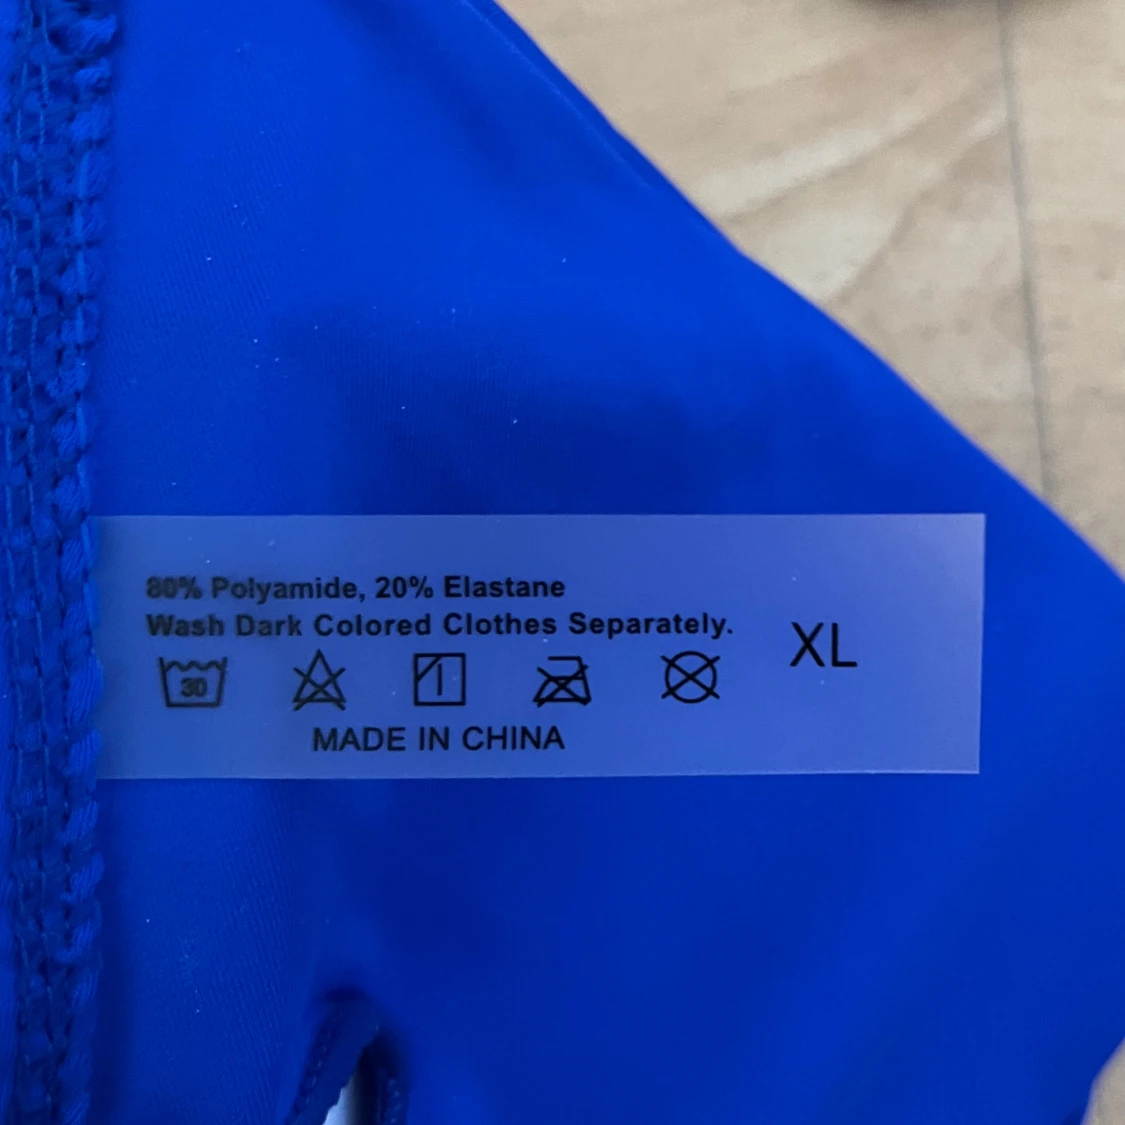 80% Polyamide, 20% Elastane
Wash Dark Colored Clothes Separately.
XL
30
MADE IN CHINA